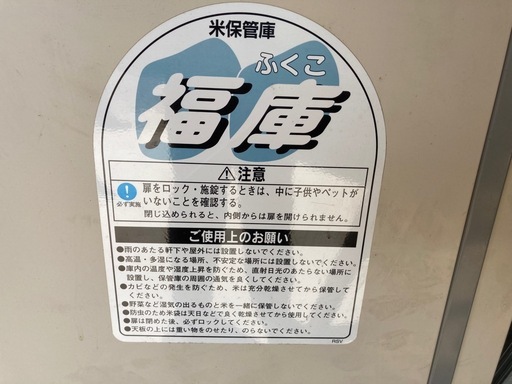 米保管庫
ふくこ
福庫
⚠注意
必ず実施
扉をロック・施錠するときは、中に子供やペットが
いないことを確認する。
閉じ込められると、内側からは扉を開けられません。
ご使用上のお願い
●雨のあたる軒下や屋外には設置しないでください。
●高温・多湿になる場所、不安定な場所には設置しないでください。
●庫内の温度や湿度上昇を防ぐため、直射日光のあたらない場所に
設置し、保管庫の周囲の通気を良くしてください。
●カビなどの発生を防ぐため、米は充分乾燥させてから保管して
ください。
●野菜など湿気の出るものと米を一緒に保管しないでください。
●防虫のため米袋は天日などで良く乾燥させてから使用してください。
●扉は閉めた後、必ずロックしてください。
●天板の上には重い物をのせたり、のらないでください。
RSV